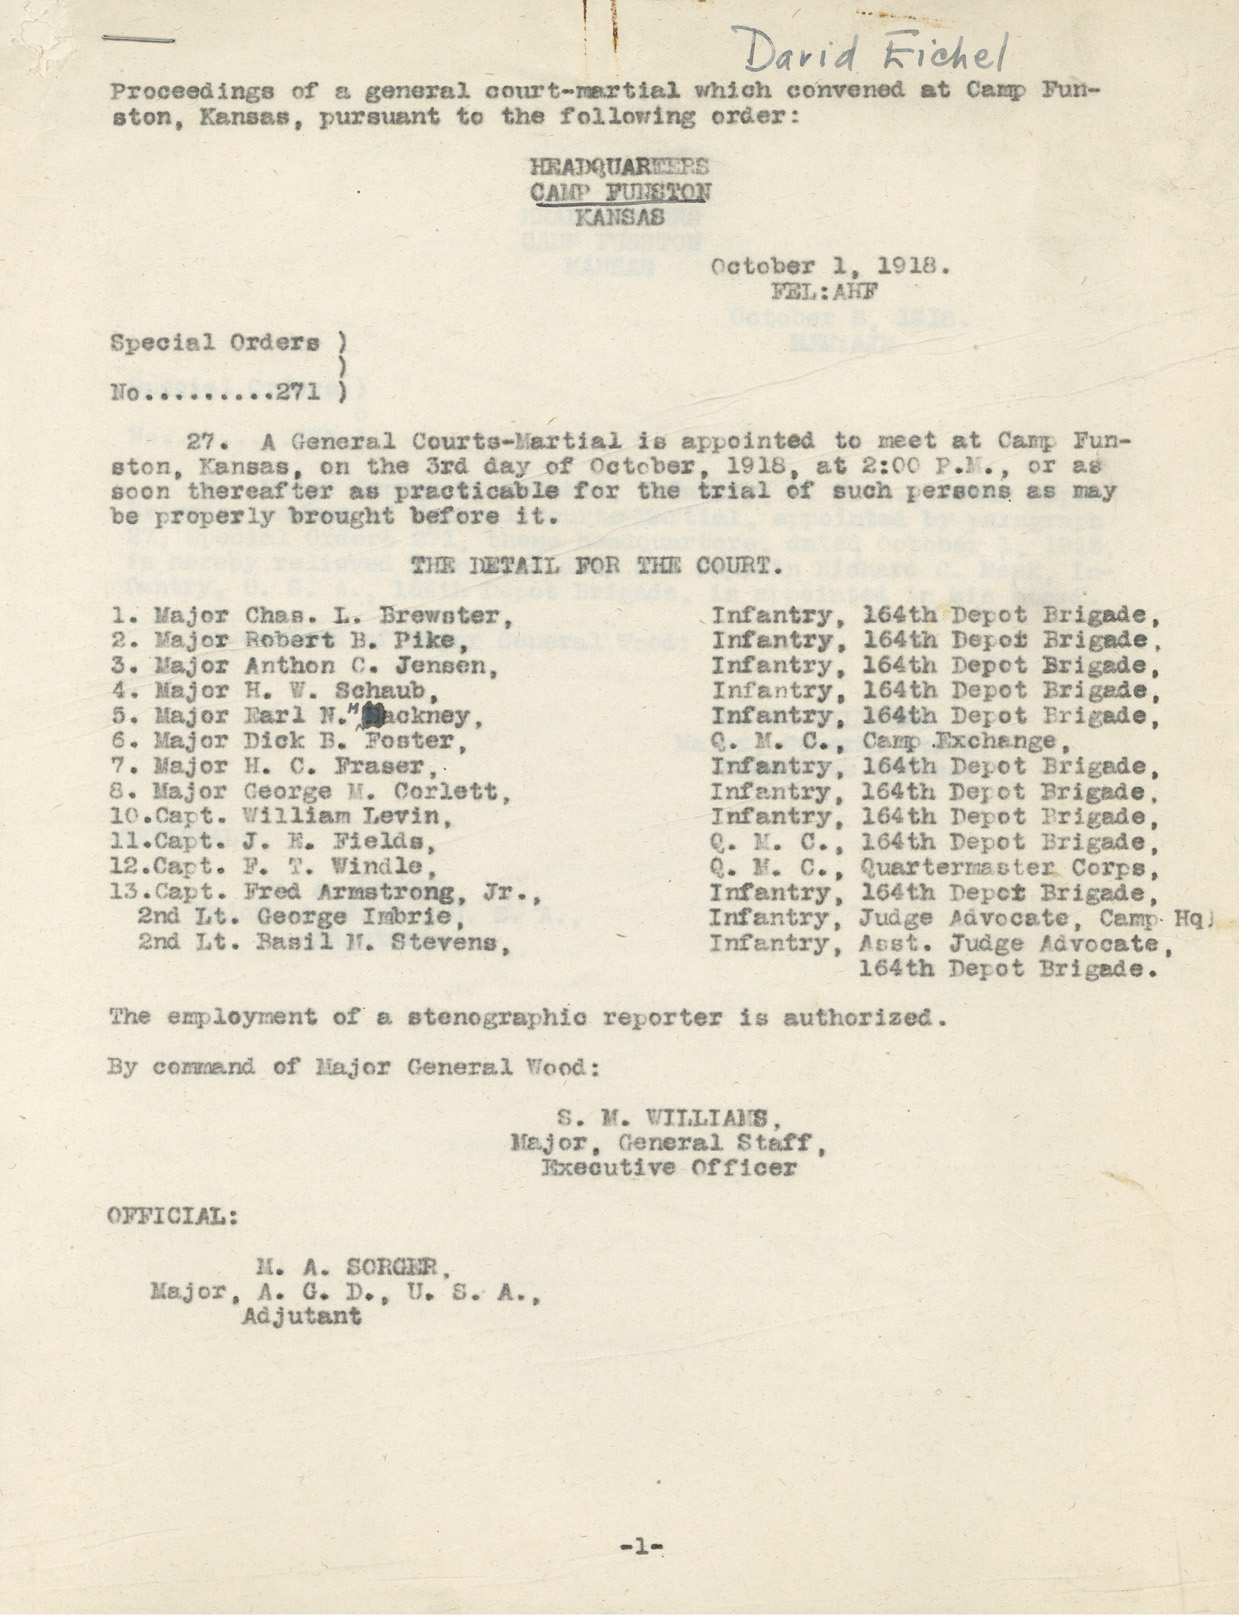 David Eichel
Proceedings of a general court-martial which convened at Camp Fun-
ston, Kansas, pursuant to the following order:
HEADQUARTERS
CAMP FUNSTON
KANSAS
October 1, 1918.
FEL:AHF
Special Orders )
)
No.........271 )
27. A General Courts-Martial is appointed to meet at Camp Fun-
ston, Kansas, on the 3rd day of October, 1918, at 2:00 P.M., or as
soon thereafter as practicable for the trial of such persons as may
be properly brought before it.
THE DETAIL FOR THE COURT.
1. Major Chas. L. Brewster, Infantry, 164th Depot Brigade,
2. Major Robert B. Pike, Infantry, 164th Depot Brigade,
3. Major Anthon C. Jensen, Infantry, 164th Depot Brigade,
4. Major H. W. Schaub, Infantry, 164th Depot Brigade,
5. Major Earl N. Hackney, Infantry, 164th Depot Brigade,
6. Major Dick B. Foster, Q. M. C., Camp Exchange,
7. Major H. C. Fraser, Infantry, 164th Depot Brigade,
8. Major George M. Corlett, Infantry, 164th Depot Brigade,
10.Capt. William Levin, Infantry, 164th Depot Brigade,
11.Capt. J. E. Fields, Q. M. C., 164th Depot Brigade,
12.Capt. F. T. Windle, Q. M. C., Quartermaster Corps,
13.Capt. Fred Armstrong, Jr., Infantry, 164th Depot Brigade,
2nd Lt. George Imbrie, Infantry, Judge Advocate, Camp Hq)
2nd Lt. Basil M. Stevens, Infantry, Asst. Judge Advocate,
164th Depot Brigade.
The employment of a stenographic reporter is authorized.
By command of Major General Wood:
S. M. WILLIAMS,
Major, General Staff,
Executive Officer
OFFICIAL:
M. A. SORGER,
Major, A. G. D., U. S. A.,
Adjutant
-1-